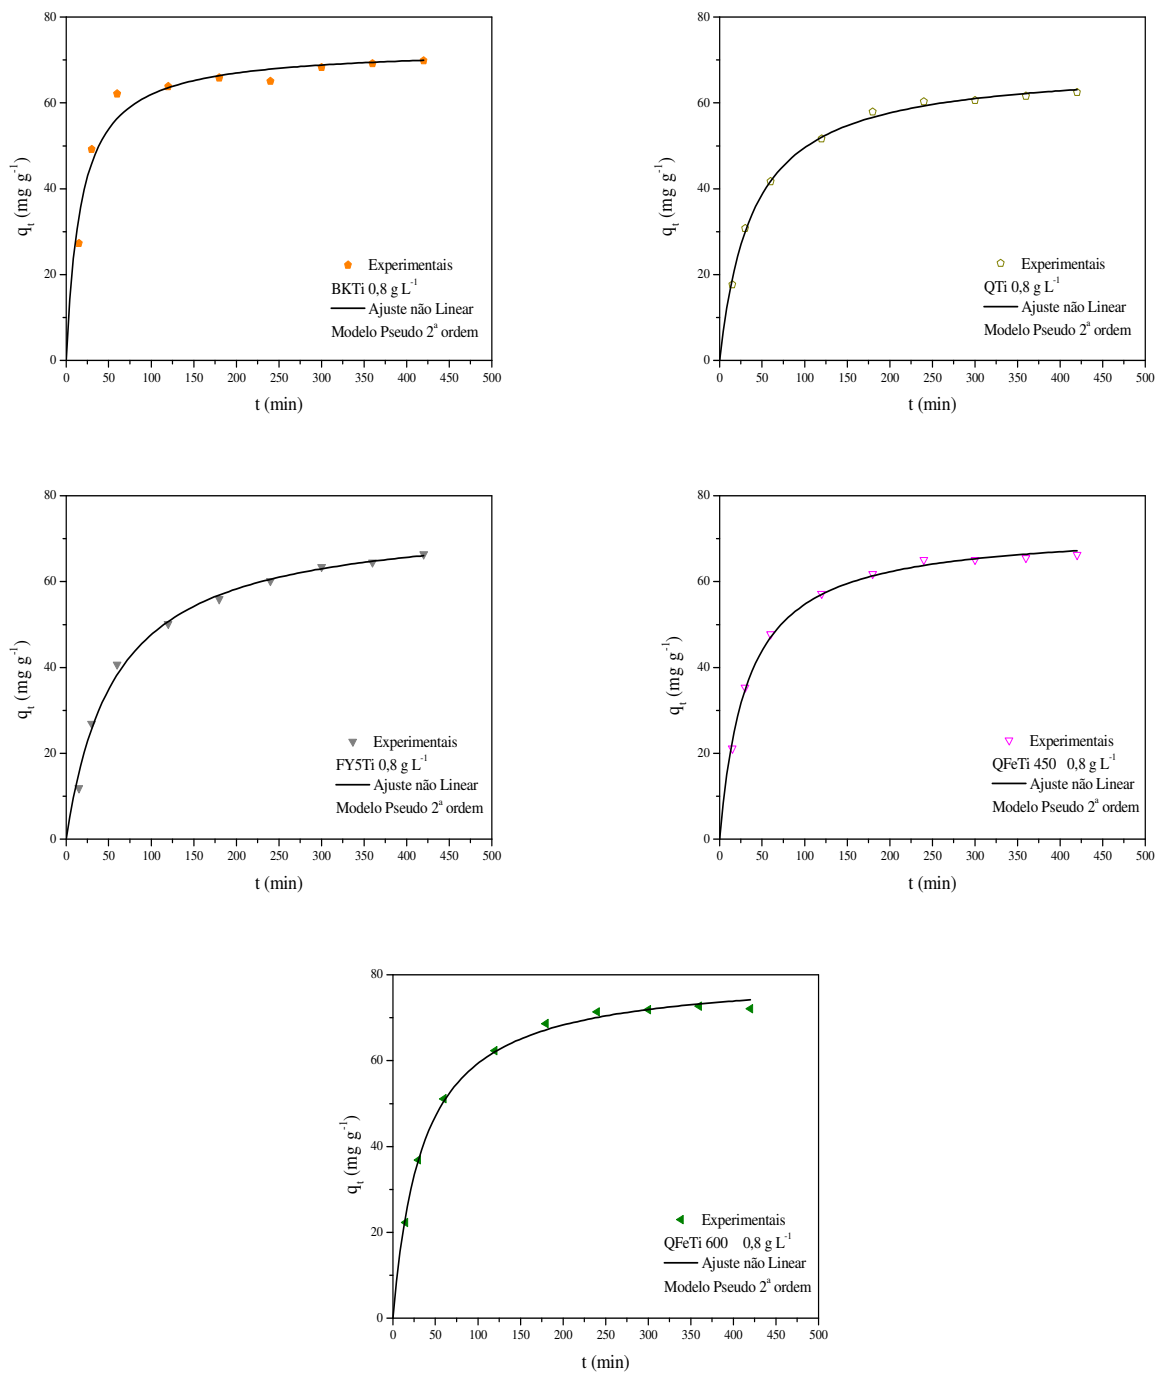 80
60
40
20
0
q t (mg g-1)
Experimentais
BKTi 0,8 g L-1
Ajuste não Linear
Modelo Pseudo 2ª ordem
0 50 100 150 200 250 300 350 400 450 500
t (min)
80
60
40
20
0
q t (mg g-1)
Experimentais
QTi 0,8 g L-1
Ajuste não Linear
Modelo Pseudo 2ª ordem
0 50 100 150 200 250 300 350 400 450 500
t (min)
80
60
40
20
0
q t (mg g-1)
Experimentais
FY5Ti 0,8 g L-1
Ajuste não Linear
Modelo Pseudo 2ª ordem
0 50 100 150 200 250 300 350 400 450 500
t (min)
80
60
40
20
0
q t (mg g-1)
Experimentais
QFeTi 450 0,8 g L-1
Ajuste não Linear
Modelo Pseudo 2ª ordem
0 50 100 150 200 250 300 350 400 450 500
t (min)
80
60
40
20
0
q t (mg g-1)
Experimentais
QFeTi 600 0,8 g L-1
Ajuste não Linear
Modelo Pseudo 2ª ordem
0 50 100 150 200 250 300 350 400 450 500
t (min)